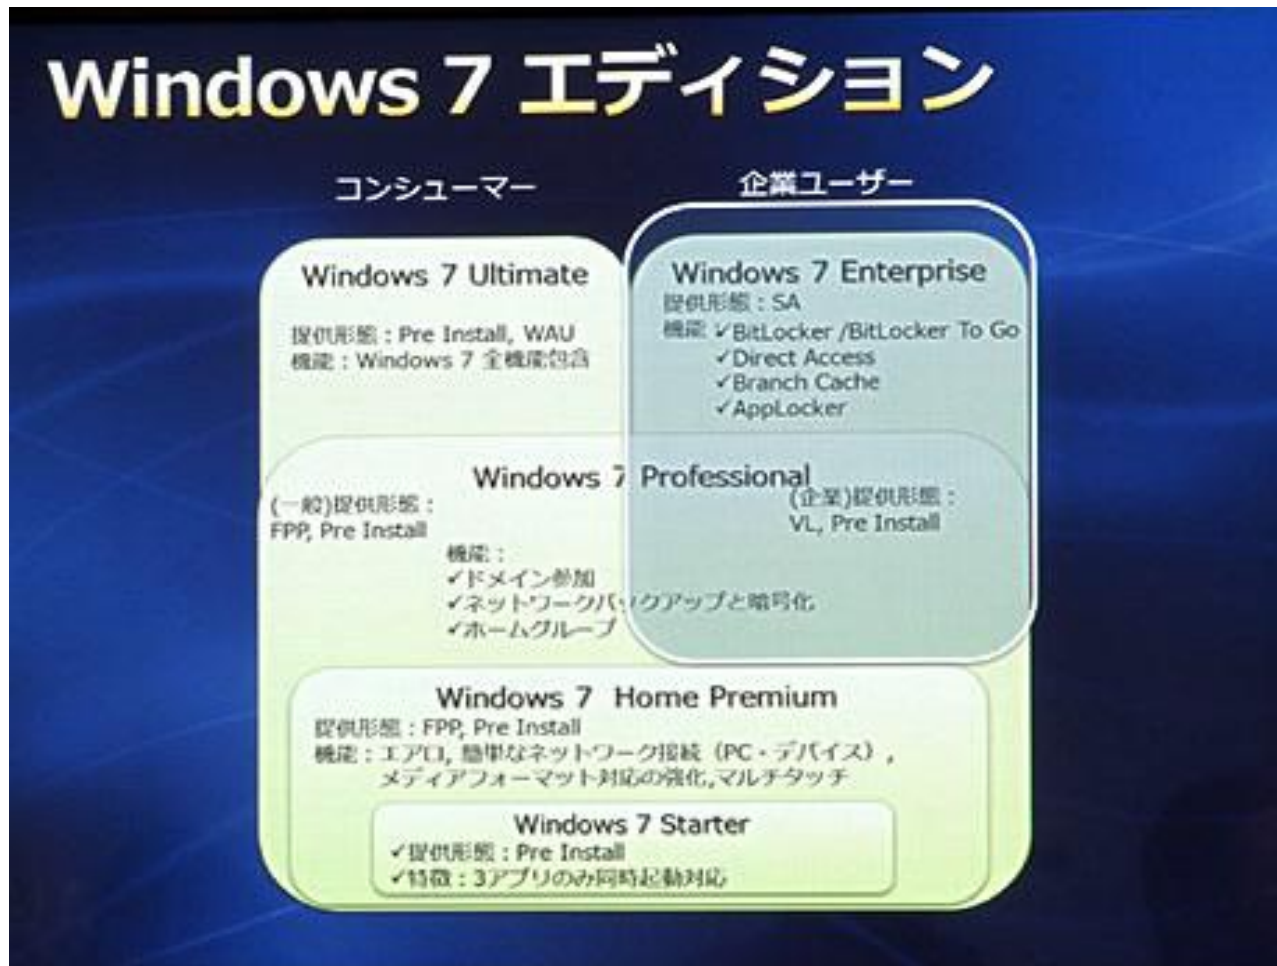 Windows 7 エディション
コンシューマー
企業ユーザー
Windows 7 Ultimate
提供形態：Pre Install, WAU
機能：Windows 7 全機能包含
Windows 7 Enterprise
提供形態：SA
機能 ✓BitLocker /BitLocker To Go
✓Direct Access
✓Branch Cache
✓AppLocker
Windows 7 Professional
(一般)提供形態：
FPP, Pre Install
(企業)提供形態：
VL, Pre Install
機能：
✓ドメイン参加
✓ネットワークバックアップと暗号化
✓ホームグループ
Windows 7 Home Premium
提供形態：FPP, Pre Install
機能：エアロ, 簡単なネットワーク接続（PC・デバイス）,
メディアフォーマット対応の強化,マルチタッチ
Windows 7 Starter
✓提供形態：Pre Install
✓特徴：3アプリのみ同時起動対応